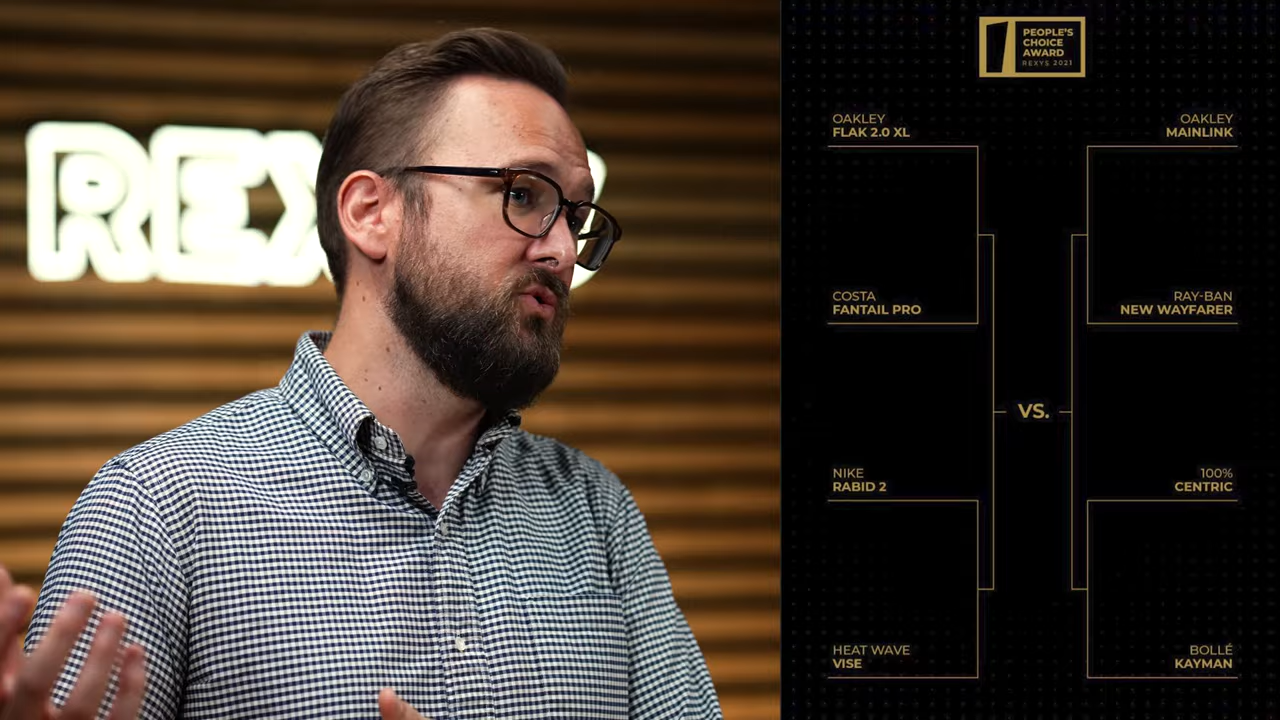 REX
PEOPLE'S
CHOICE
AWARD
REXYS 2021
OAKLEY
FLAK 2.0 XL
OAKLEY
MAINLINK
COSTA
FANTAIL PRO
RAY-BAN
NEW WAYFARER
VS.
NIKE
RABID 2
100%
CENTRIC
HEAT WAVE
VISE
BOLLÉ
KAYMAN